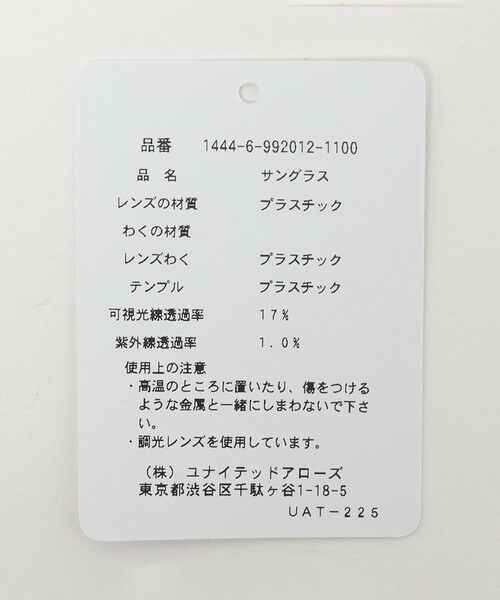 品番 1444-6-992012-1100
品 名 サングラス
レンズの材質 プラスチック
わくの材質
レンズわく プラスチック
テンプル プラスチック
可視光線透過率 17%
紫外線透過率 1.0%
使用上の注意
・高温のところに置いたり、傷をつける
ような金属と一緒にしまわないで下さ
い。
・調光レンズを使用しています。
（株）ユナイテッドアローズ
東京都渋谷区千駄ヶ谷1-18-5
UAT-225